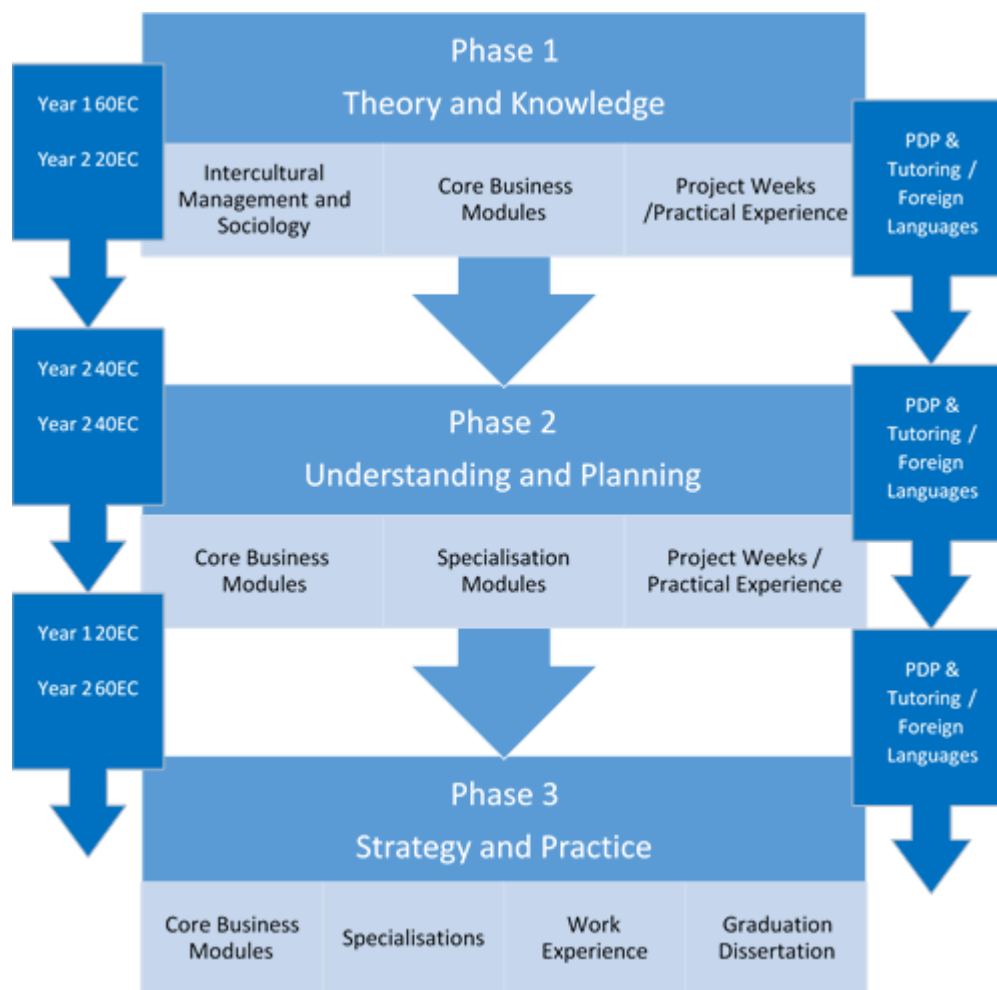 Phase 1
Theory and Knowledge
Year 1 60EC
Year 2 20EC
Intercultural
Management and
Sociology
Core Business
Modules
Project Weeks
/Practical Experience
PDP &
Tutoring /
Foreign
Languages
Phase 2
Understanding and Planning
Year 2 40EC
Year 2 40EC
Core Business
Modules
Specialisation
Modules
Project Weeks /
Practical Experience
PDP &
Tutoring /
Foreign
Languages
Year 1 20EC
Year 2 60EC
Phase 3
Strategy and Practice
PDP &
Tutoring /
Foreign
Languages
Core Business
Modules
Specialisations
Work
Experience
Graduation
Dissertation